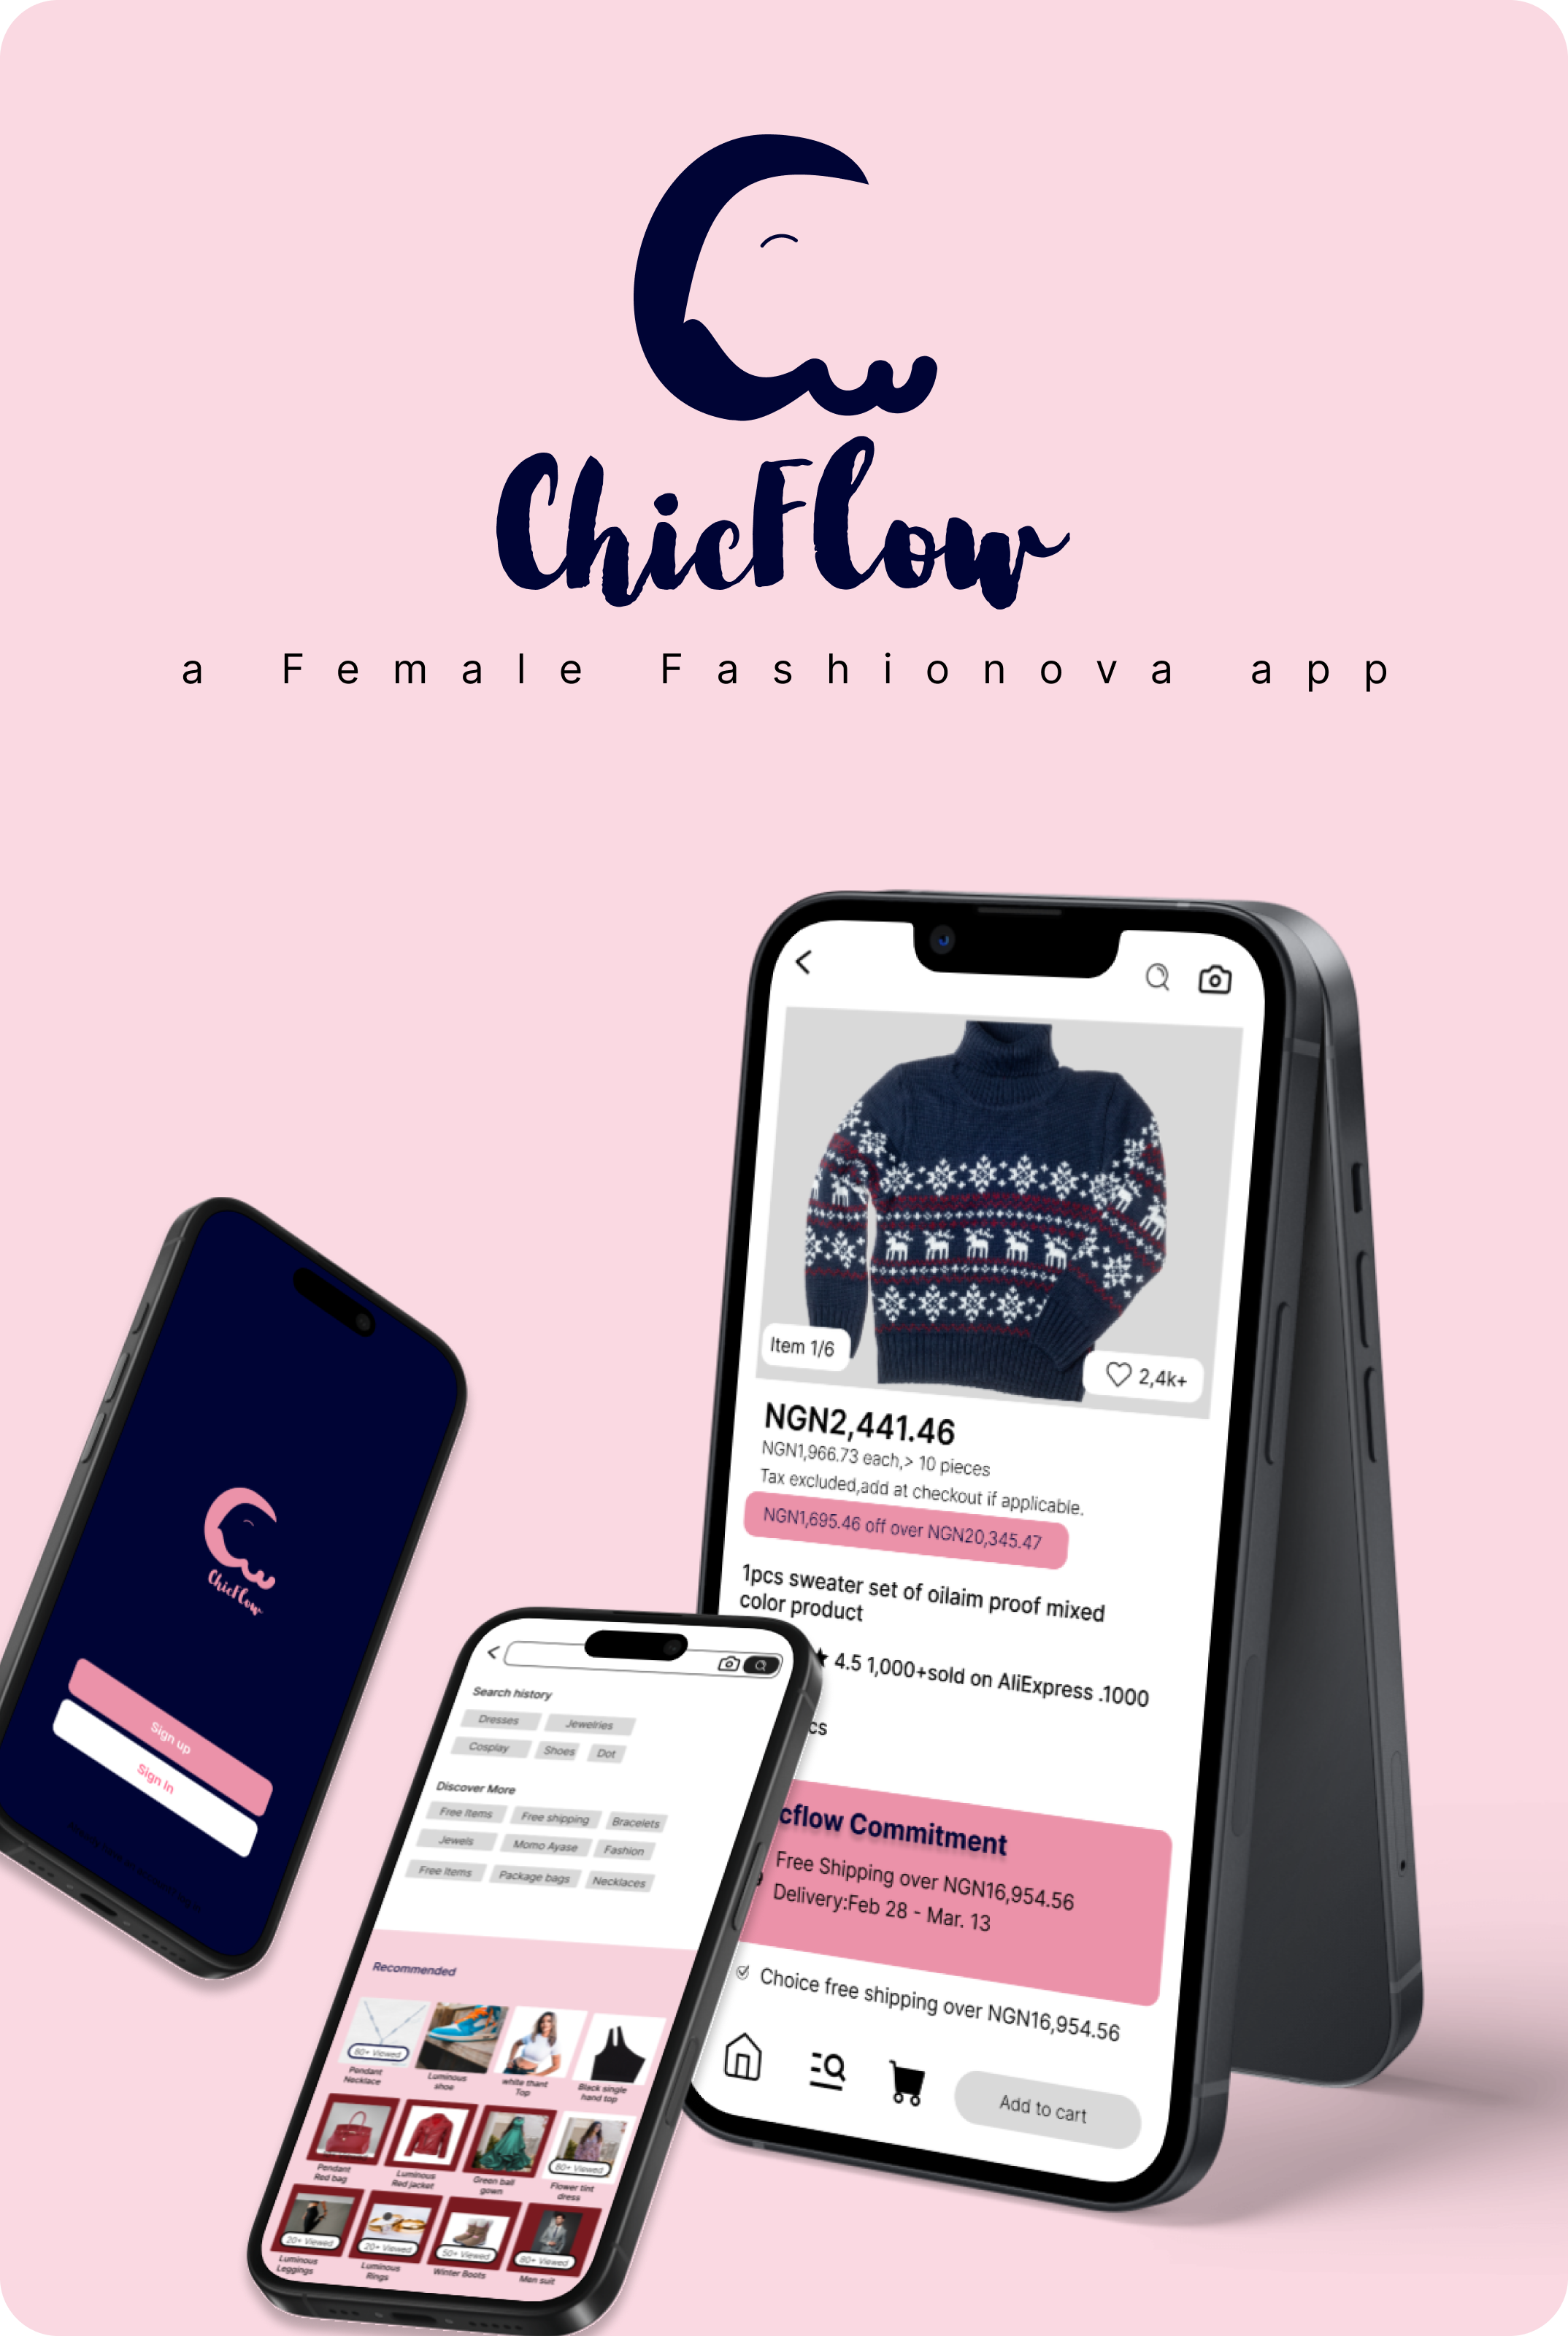 ChicFlow
a Female Fashionova app
Item 1/6
2,4k+
NGN2,441.46
NGN1,966.73 each,> 10 pieces
Tax excluded,add at checkout if applicable.
NGN1,695.46 off over NGN20,345.47
1pcs sweater set of oilaim proof mixed
color product
4.5 1,000+sold on AliExpress .1000
cs
cflow Commitment
Free Shipping over NGN16,954.56
Delivery:Feb 28 - Mar. 13
Choice free shipping over NGN16,954.56
Add to cart
ChicFlow
Sign up
Sign In
Search history
Dresses Jewelries
Cosplay Shoes Dot
Discover More
Free Items Free shipping Bracelets
Jewels Momo Ayase Fashion
Free Items Package bags Necklaces
Recommended
80+ Viewed
Pendant Luminous white thant Black single
Necklace shoe Top hand top
80+ Viewed
Pendant Luminous Green ball Flower tint
Red bag Red jacket gown dress
20+ Viewed 20+ Viewed 50+ Viewed 80+ Viewed
Luminous Luminous Winter Boots Men suit
Leggings Rings